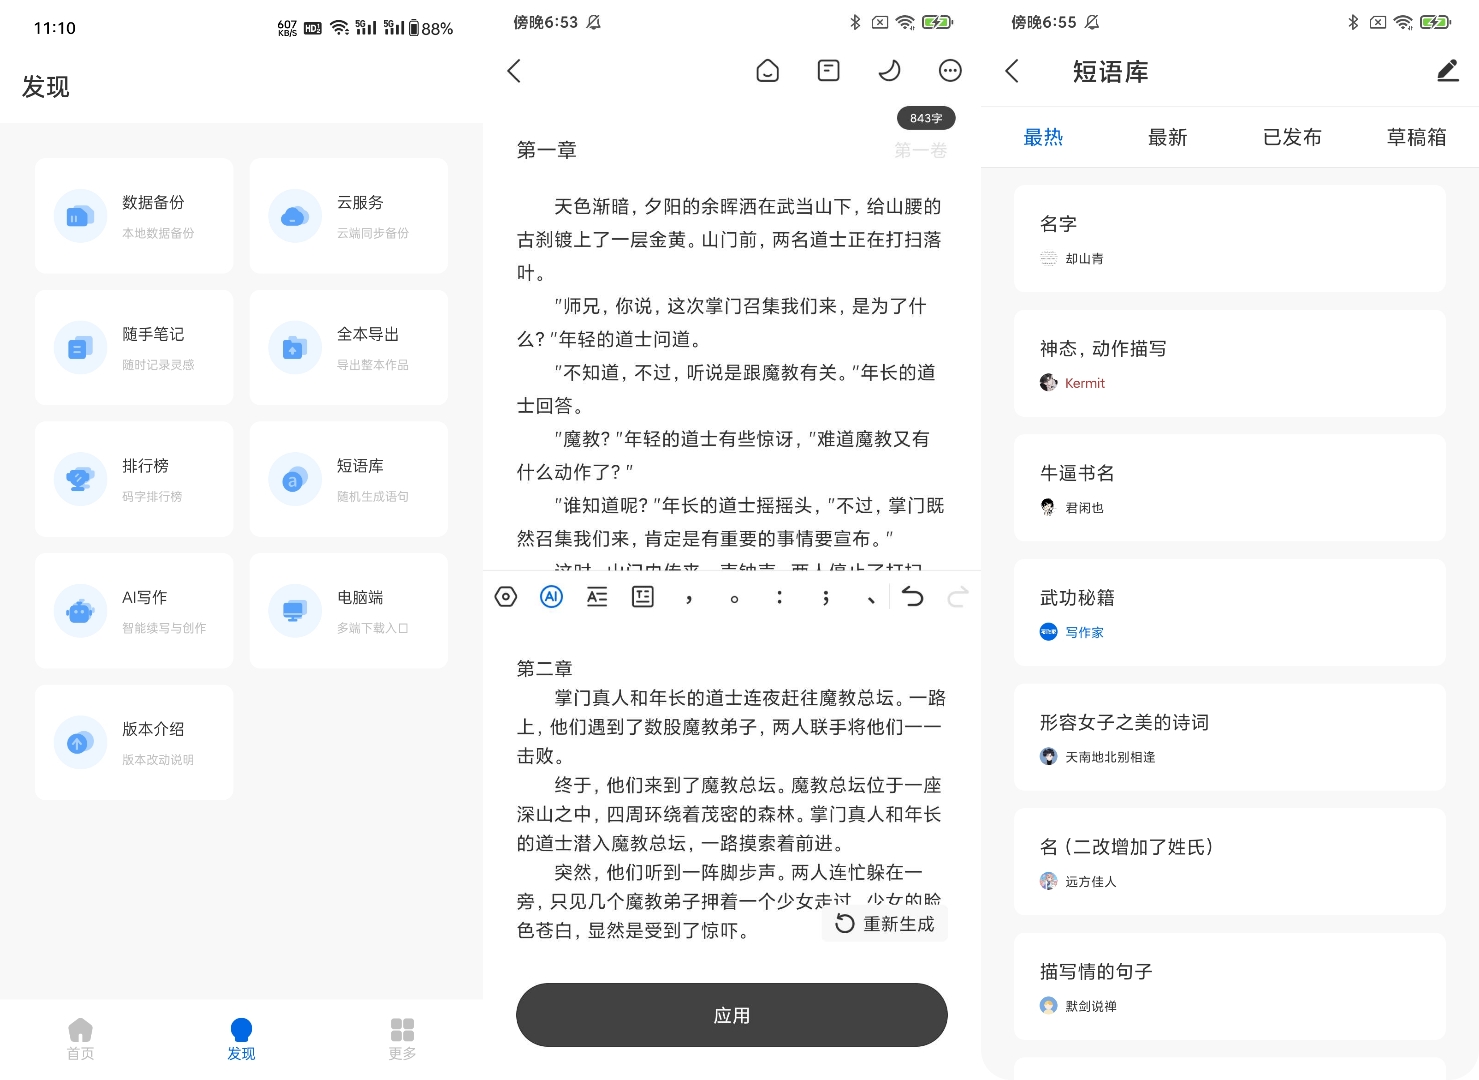 11:10
607
KB/S
HD
5G
5G
88%
发现
数据备份
本地数据备份
云服务
云端同步备份
随手笔记
随时记录灵感
全本导出
导出整本作品
排行榜
码字排行榜
短语库
a
随机生成语句
AI写作
智能续写与创作
电脑端
多端下载入口
版本介绍
版本改动说明
首页
发现
更多
傍晚6:53
843字
第一章
第一卷
天色渐暗，夕阳的余晖洒在武当山下，给山腰的
古刹镀上了一层金黄。山门前，两名道士正在打扫落
叶。
"师兄，你说，这次掌门召集我们来，是为了什
么？"年轻的道士问道。
"不知道，不过，听说是跟魔教有关。"年长的道
士回答。
"魔教？"年轻的道士有些惊讶，"难道魔教又有
什么动作了？"
"谁知道呢？"年长的道士摇摇头，"不过，掌门既
然召集我们来，肯定是有重要的事情要宣布。"
这时，山门内传来一声钟声，两人停止了打扫
AI
A
T
， 。 ： ； 、
第二章
掌门真人和年长的道士连夜赶往魔教总坛。一路
上，他们遇到了数股魔教弟子，两人联手将他们一一
击败。
终于，他们来到了魔教总坛。魔教总坛位于一座
深山之中，四周环绕着茂密的森林。掌门真人和年长
的道士潜入魔教总坛，一路摸索着前进。
突然，他们听到一阵脚步声。两人连忙躲在一
旁，只见几个魔教弟子押着一个少女走过，少女的脸
色苍白，显然是受到了惊吓。
重新生成
应用
傍晚6:55
短语库
最热
最新
已发布
草稿箱
名字
却山青
神态，动作描写
Kermit
牛逼书名
君闲也
武功秘籍
写作家
形容女子之美的诗词
天南地北别相逢
名（二改增加了姓氏）
远方佳人
描写情的句子
默剑说禅